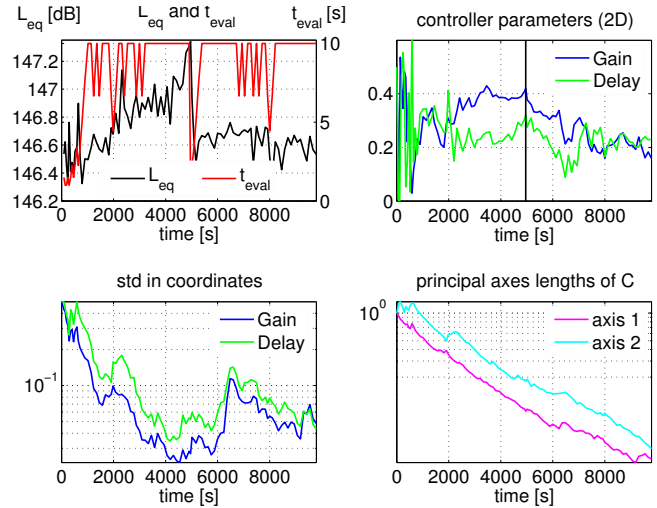 L_eq [dB] L_eq and t_eval t_eval [s]
147.2
147
146.8
146.6
146.4
146.2
10
5
0
L_eq t_eval
0 2000 4000 6000 8000
time [s]
controller parameters (2D)
Gain
Delay
0.4
0.2
0
0 2000 4000 6000 8000
time [s]
std in coordinates
Gain
Delay
10^-1
0 2000 4000 6000 8000
time [s]
principal axes lengths of C
10^0
axis 1
axis 2
0 2000 4000 6000 8000
time [s]